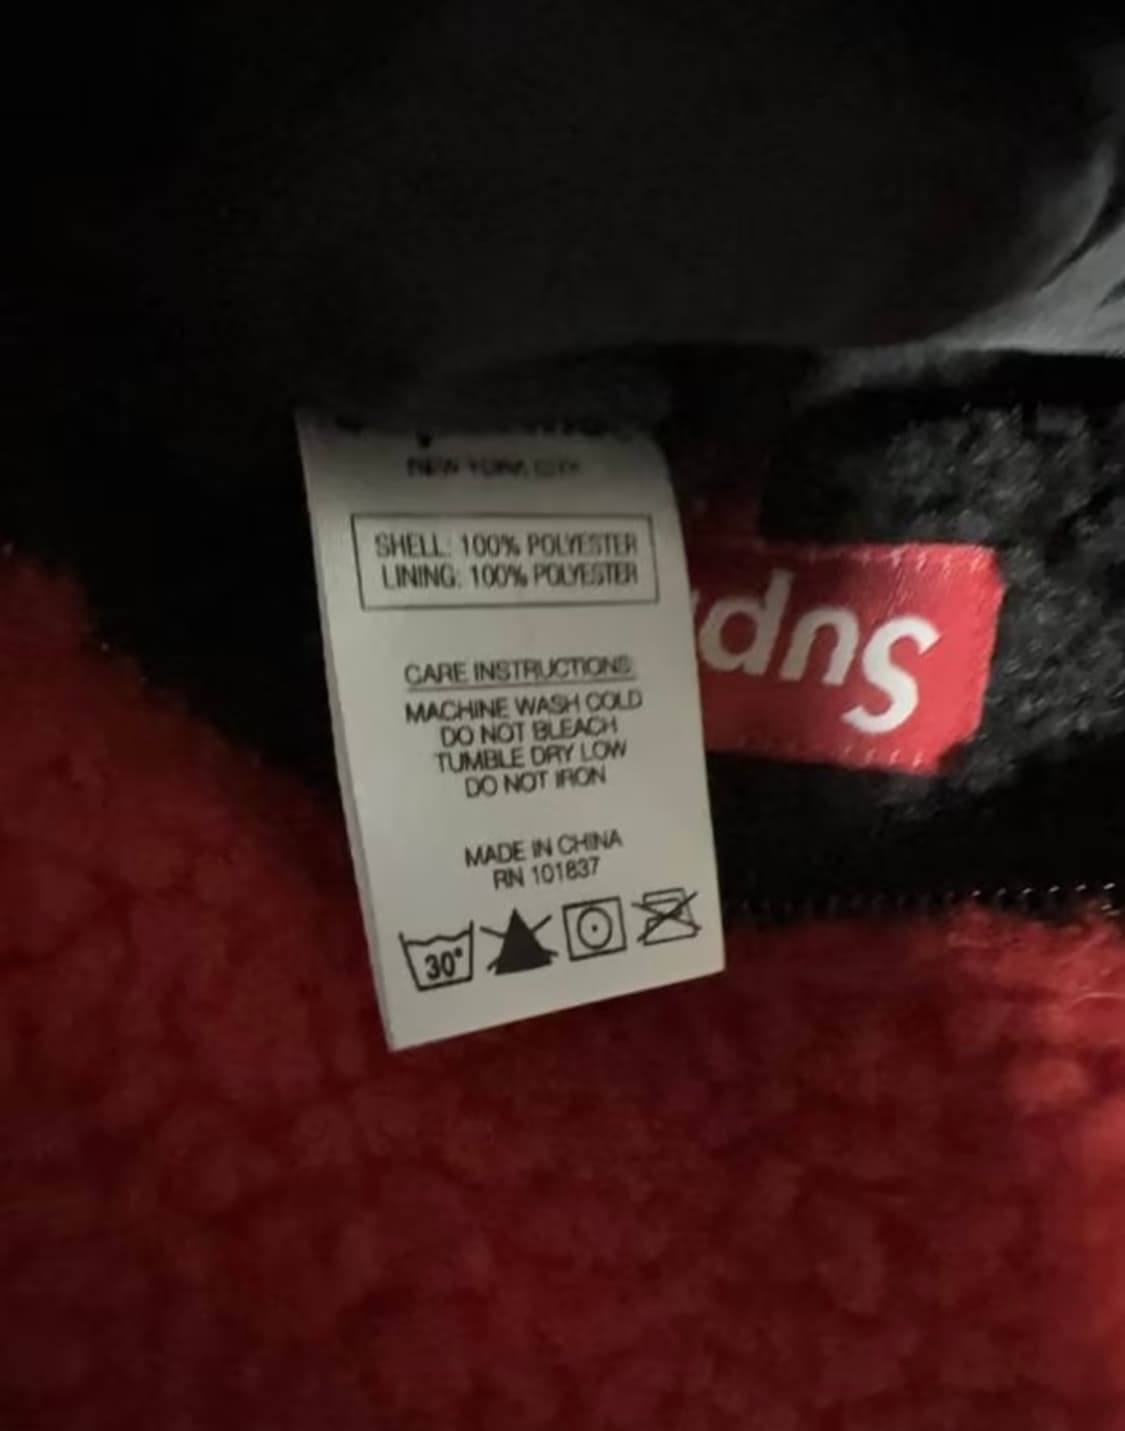 NEW YORK CITY
SHELL: 100% POLYESTER
LINING: 100% POLYESTER
CARE INSTRUCTIONS:
MACHINE WASH COLD
DO NOT BLEACH
TUMBLE DRY LOW
DO NOT IRON
MADE IN CHINA
RN 101837
30°
Sup